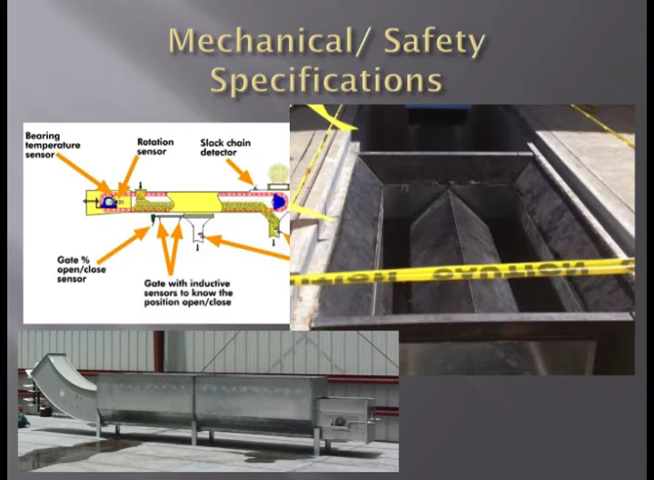 Mechanical/ Safety
Specifications
Bearing
temperature
sensor
Rotation
sensor
Slack chain
detector
Gate %
open/close
sensor
Gate with inductive
sensors to know the
position open/close
CAUTION